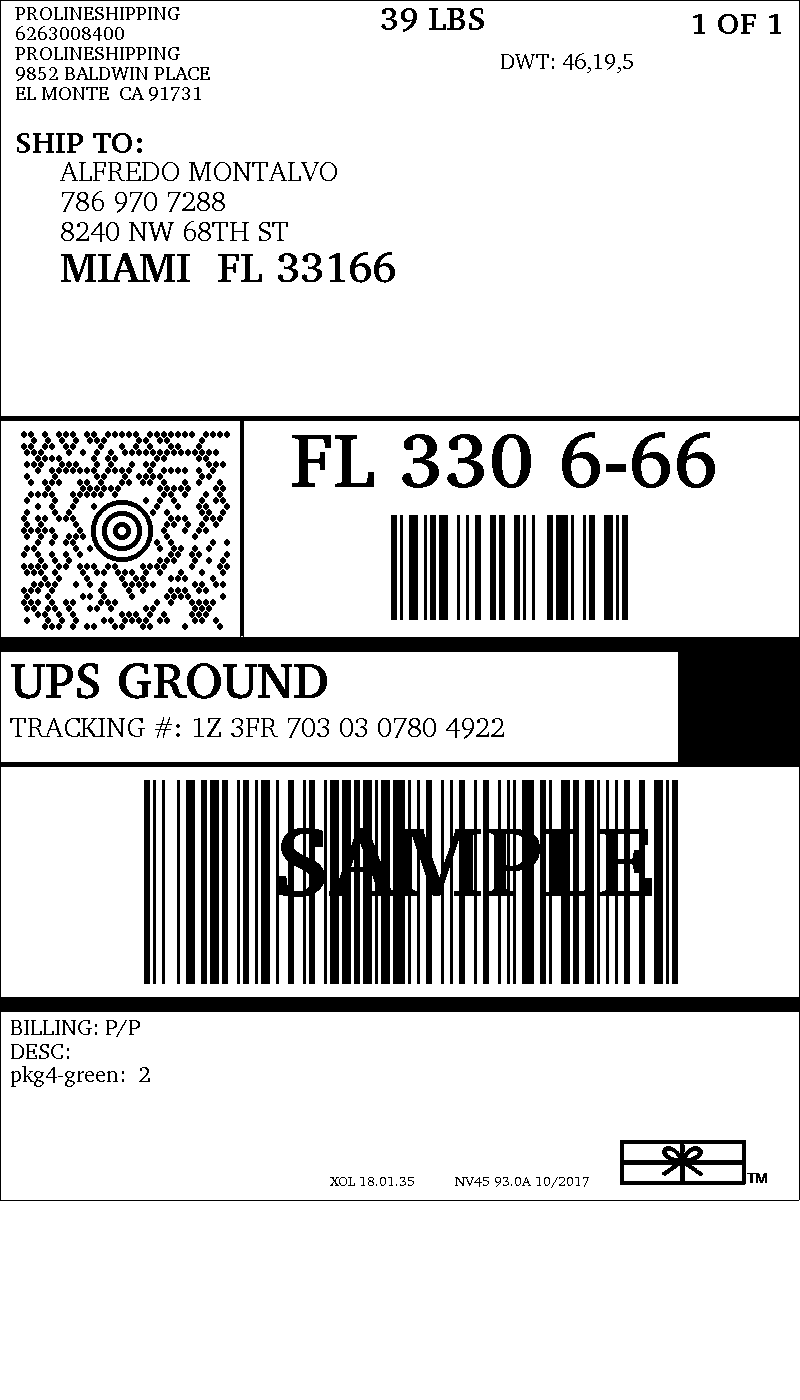 PROLINESHIPPING
6263008400
PROLINESHIPPING
9852 BALDWIN PLACE
EL MONTE  CA 91731
39 LBS
1 OF 1
DWT: 46,19,5
SHIP TO:
ALFREDO MONTALVO
786 970 7288
8240 NW 68TH ST
MIAMI  FL 33166
FL 330 6-66
UPS GROUND
TRACKING #: 1Z 3FR 703 03 0780 4922
SAMPLE
BILLING: P/P
DESC:
pkg4-green:  2
XOL 18.01.35
NV45 93.0A 10/2017
TM